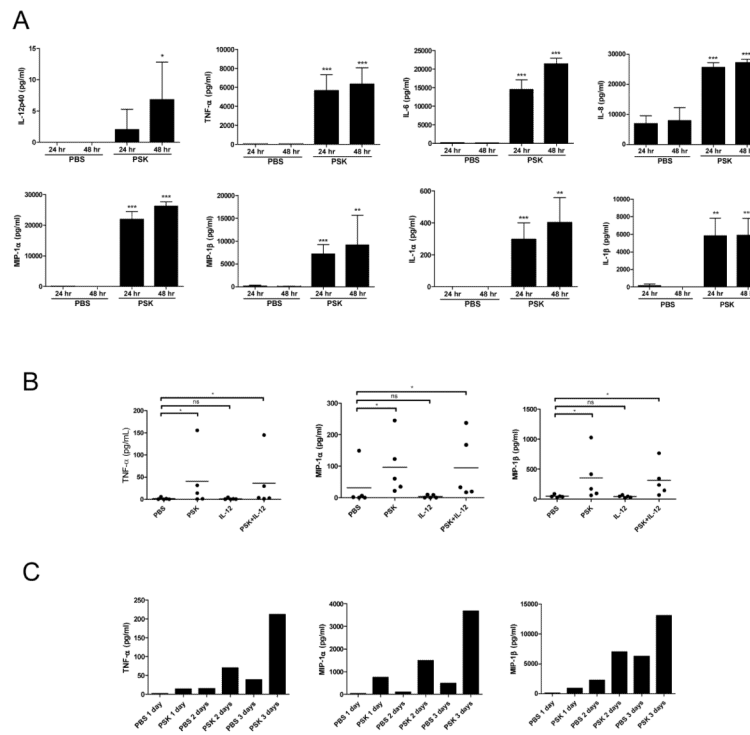 A
IL-12p40 (pg/ml)
15
10
5
0
*
24 hr 48 hr 24 hr 48 hr
PBS PSK
TNF-α (pg/ml)
10000
8000
6000
4000
2000
0
*** ***
24 hr 48 hr 24 hr 48 hr
PBS PSK
IL-6 (pg/ml)
25000
20000
15000
10000
5000
0
*** ***
24 hr 48 hr 24 hr 48 hr
PBS PSK
IL-8 (pg/ml)
30000
20000
10000
0
*** ***
24 hr 48 hr 24 hr 48 hr
PBS PSK
MIP-1α (pg/ml)
30000
20000
10000
0
*** ***
24 hr 48 hr 24 hr 48 hr
PBS PSK
MIP-1β (pg/ml)
20000
15000
10000
5000
0
*** **
24 hr 48 hr 24 hr 48 hr
PBS PSK
IL-1α (pg/ml)
600
400
200
0
*** **
24 hr 48 hr 24 hr 48 hr
PBS PSK
IL-1β (pg/ml)
10000
8000
6000
4000
2000
0
** **
24 hr 48 hr 24 hr 48 hr
PBS PSK
B
TNF-α (pg/mL)
200
150
100
50
0
*
ns
*
PBS PSK IL-12 PSK+IL-12
MIP-1α (pg/ml)
300
200
100
0
*
ns
*
PBS PSK IL-12 PSK+IL-12
MIP-1β (pg/ml)
1500
1000
500
0
*
ns
*
PBS PSK IL-12 PSK+IL-12
C
TNF-α (pg/ml)
250
200
150
100
50
0
PBS 1 day PSK 1 day PBS 2 days PSK 2 days PBS 3 days PSK 3 days
MIP-1α (pg/ml)
4000
3000
2000
1000
0
PBS 1 day PSK 1 day PBS 2 days PSK 2 days PBS 3 days PSK 3 days
MIP-1β (pg/ml)
15000
10000
5000
0
PBS 1 day PSK 1 day PBS 2 days PSK 2 days PBS 3 days PSK 3 days